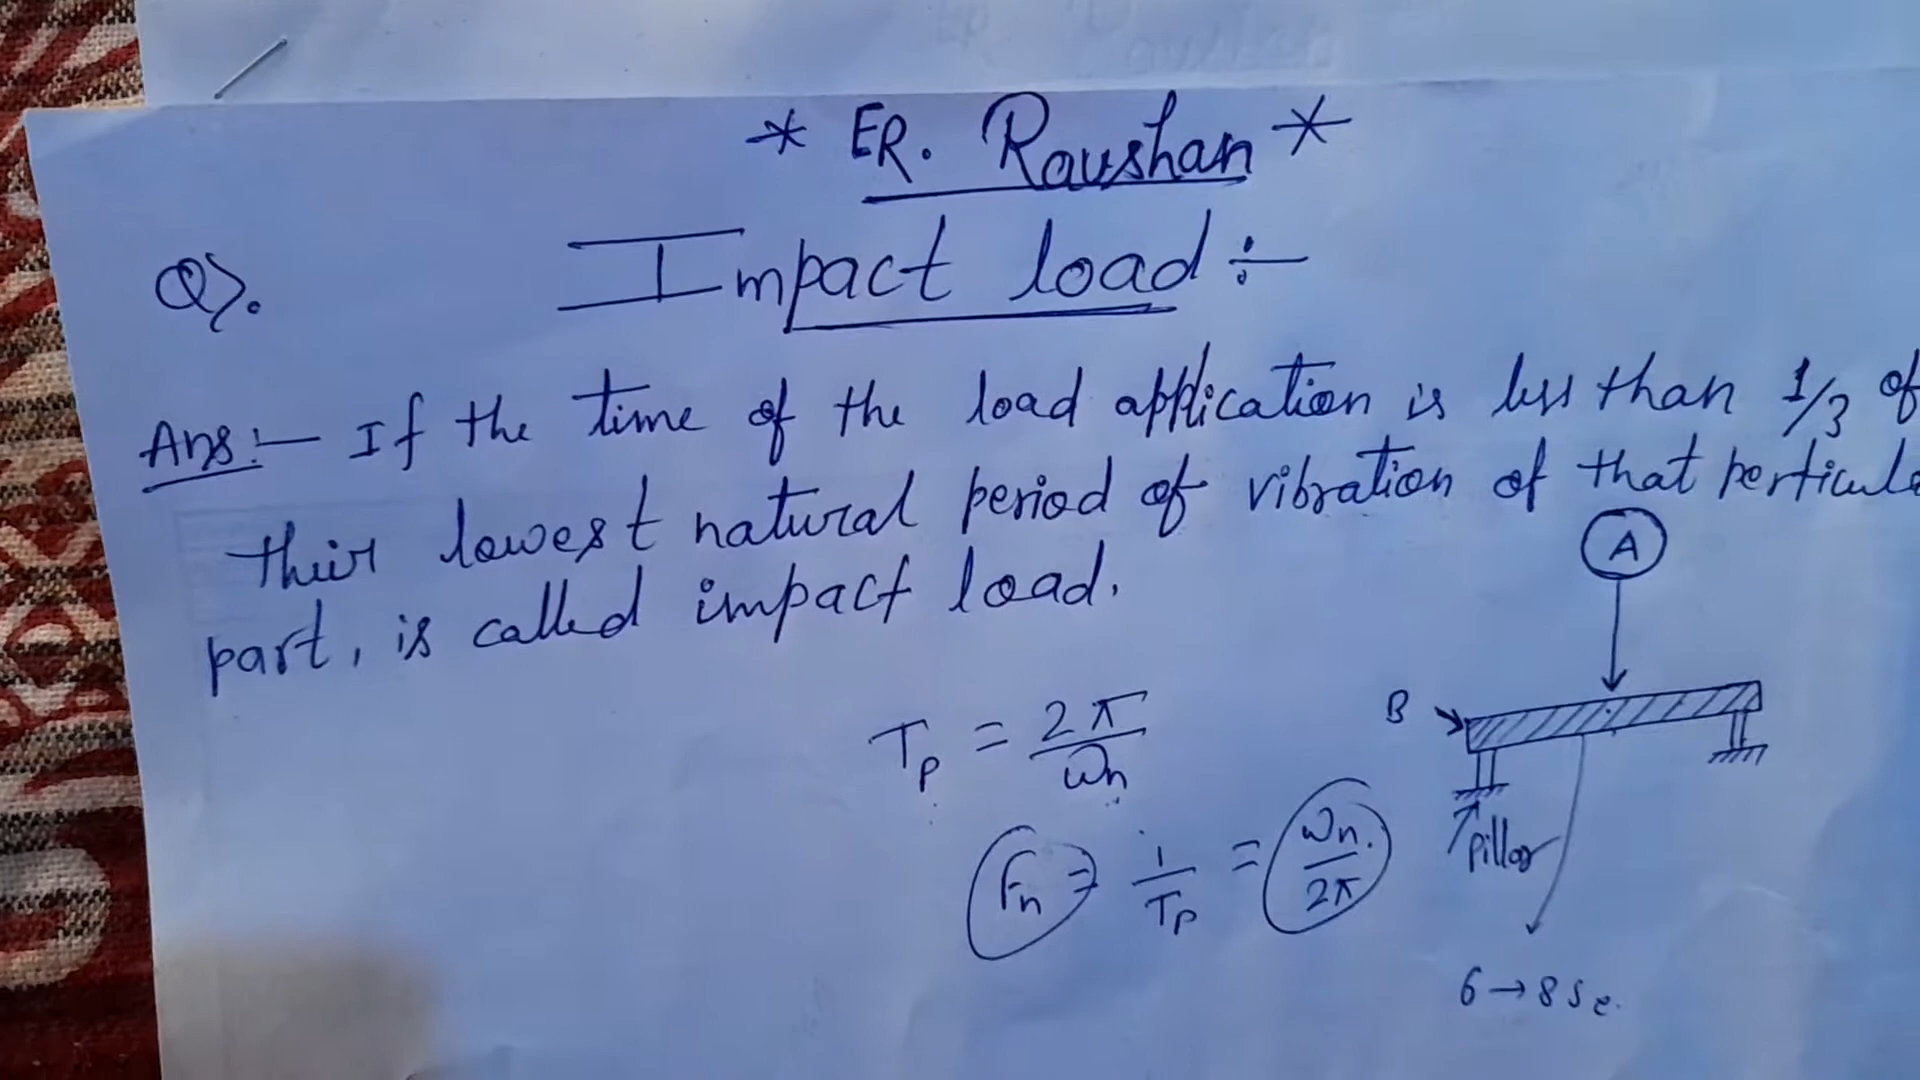 * ER. Raushan *
Q).
Impact load :-
Ans:- If the time of the load application is less than 1/3 of
their lowest natural period of vibration of that perticula
part, is called impact load.
A
Tp = 2π/ωn
B
Fn = 1/Tp = ωn/2π
Pillar
6→8 se.